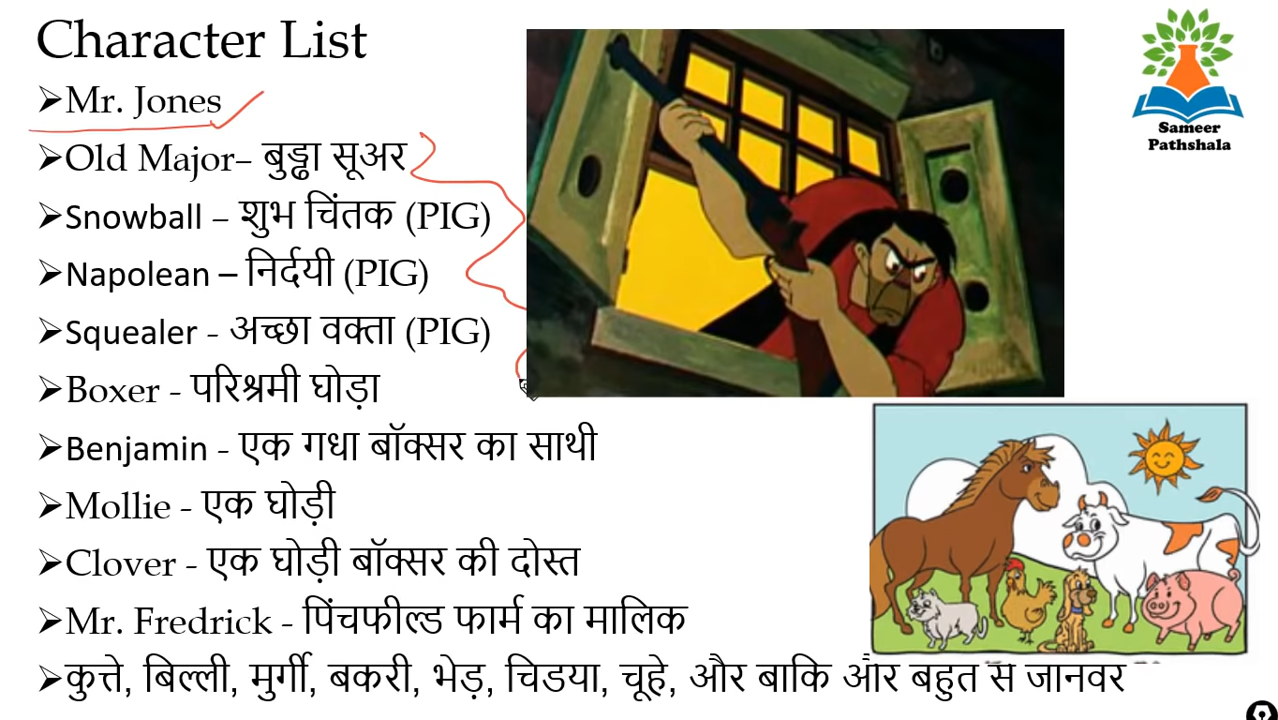 Character List
➢Mr. Jones
➢Old Major– बुड्ढा सूअर
➢Snowball – शुभ चिंतक (PIG)
➢Napolean – निर्दयी (PIG)
➢Squealer - अच्छा वक्ता (PIG)
➢Boxer - परिश्रमी घोड़ा
➢Benjamin - एक गधा बॉक्सर का साथी
➢Mollie - एक घोड़ी
➢Clover - एक घोड़ी बॉक्सर की दोस्त
➢Mr. Fredrick - पिंचफील्ड फार्म का मालिक
➢कुत्ते, बिल्ली, मुर्गी, बकरी, भेड़, चिडया, चूहे, और बाकि और बहुत से जानवर
Sameer
Pathshala